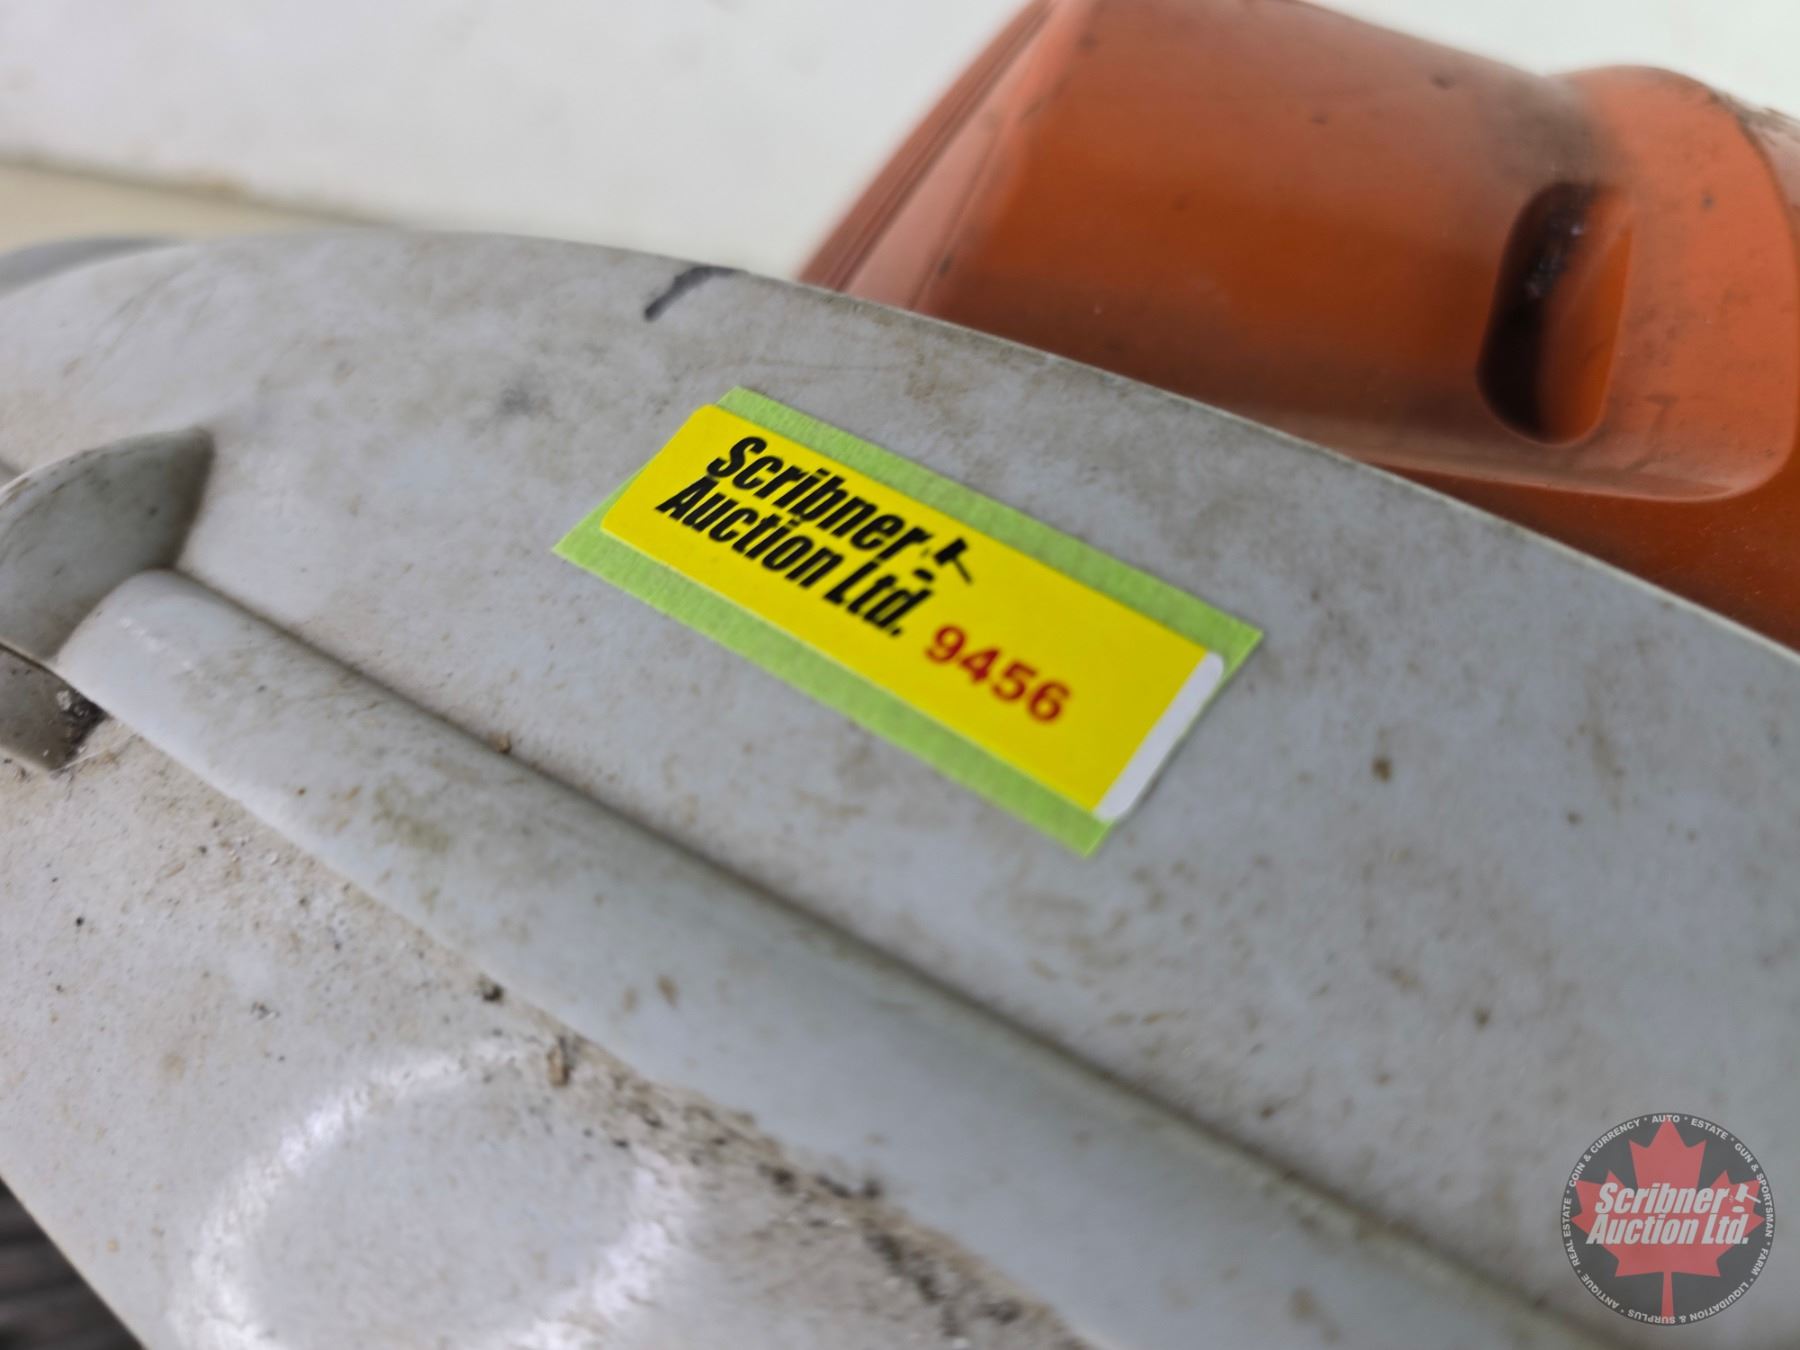 Scribner
Auction Ltd.
9456
COIN & CURRENCY • AUTO • ESTATE • GUN & SPORTSMAN • FARM • LIQUIDATION & SURPLUS • ANTIQUE • REAL ESTATE •
Scribner
Auction Ltd.